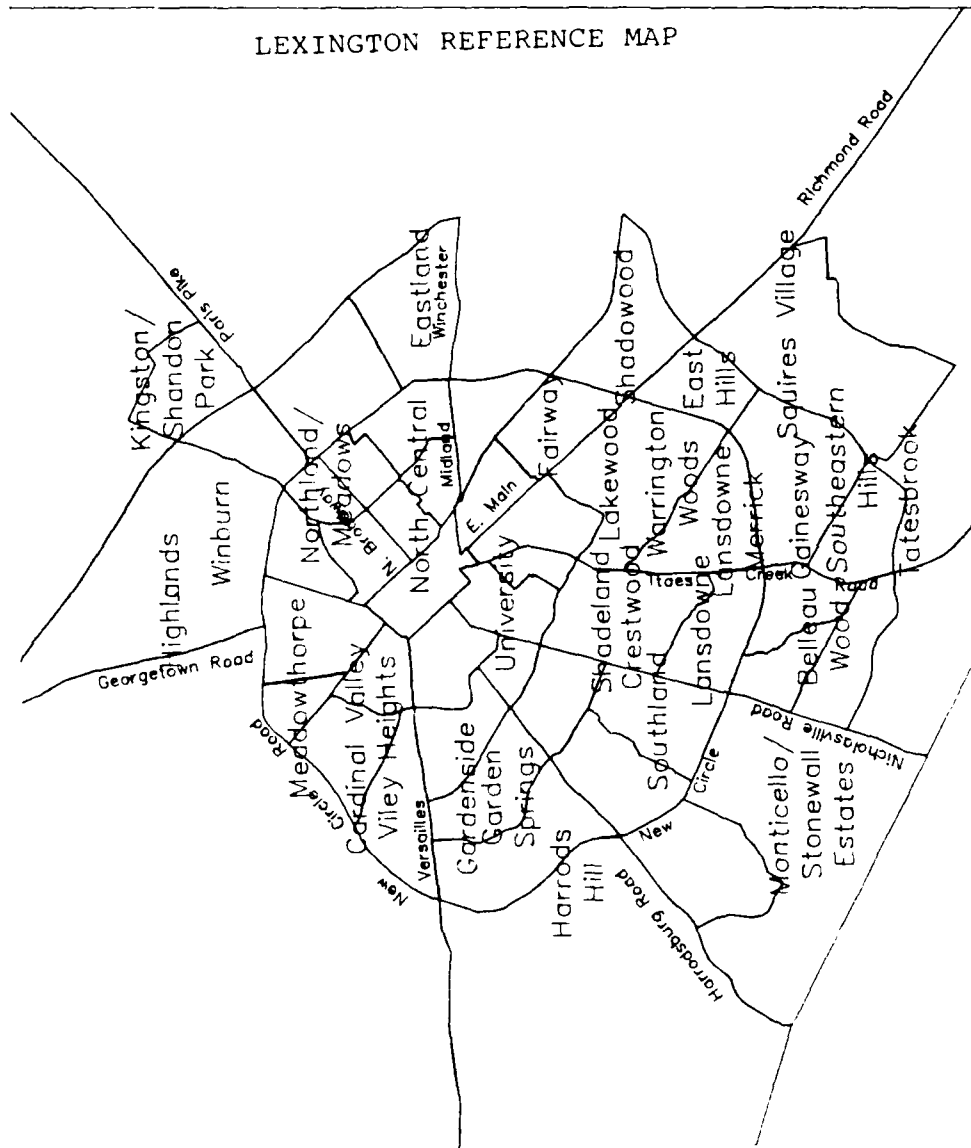 LEXINGTON REFERENCE MAP
Richmond Road
Paris Pike
Kingston/
Shandon
Park
Eastland
Winchester
Squires Village
Shadowood
East
Hills
Highlands
Winburn
Northland/
Meadows
N. Broadway
North Central
Midland
E. Main
Fairway
Lakewood
Warrington
Woods
Lansdowne
Merrick
Gainesway
Southeastern
Hills
Tatesbrook
Georgetown Road
Meadowthorpe
Road
Circle
New
Cardinal Valley
Viley Heights
Versailles
University
Shadeland
Crestwood
Itaes
Creek
Road
Belleau
Wood
Lansdowne
Southland
Gardenside
Garden
Springs
Harrods
Hill
New
Circle
Nicholasville Road
Harrodsburg Road
Monticello/
Stonewall
Estates